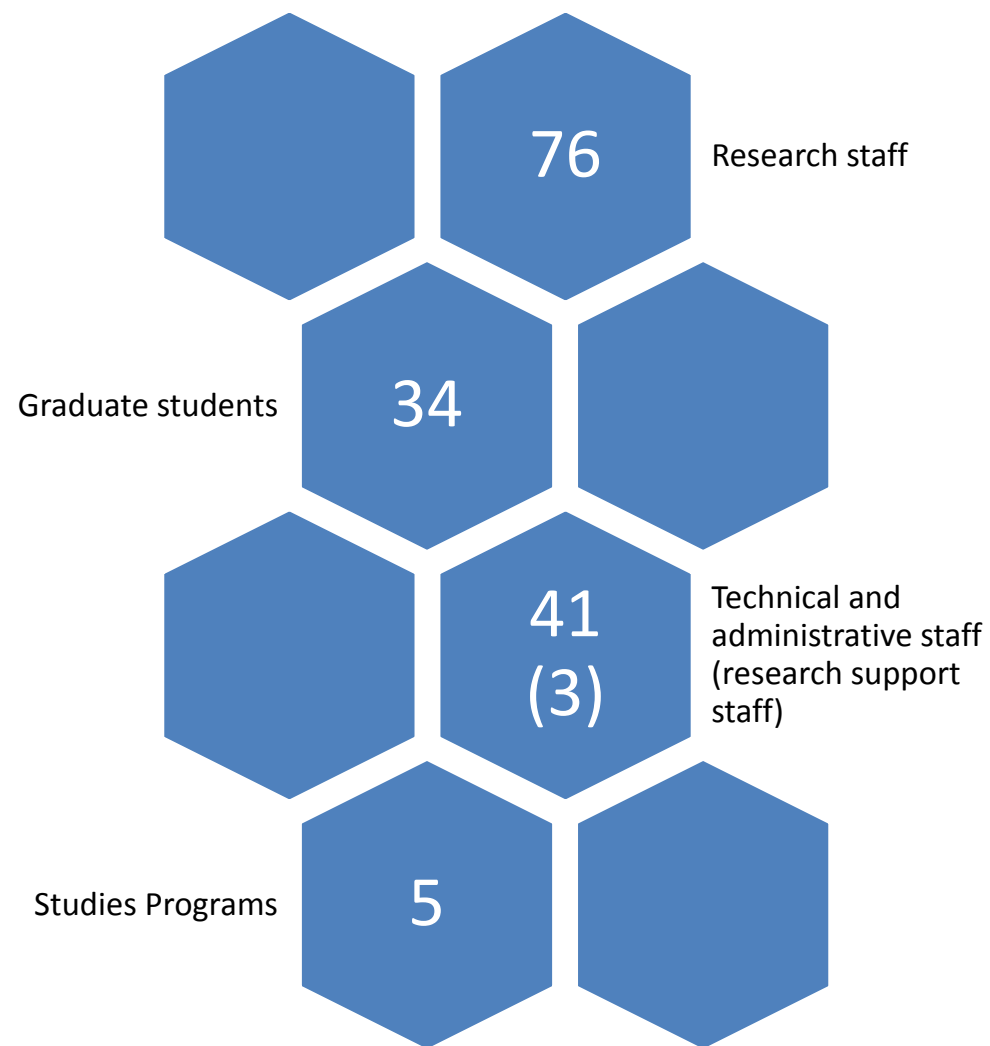 76
Research staff
Graduate students
34
41
(3)
Technical and
administrative staff
(research support
staff)
Studies Programs
5